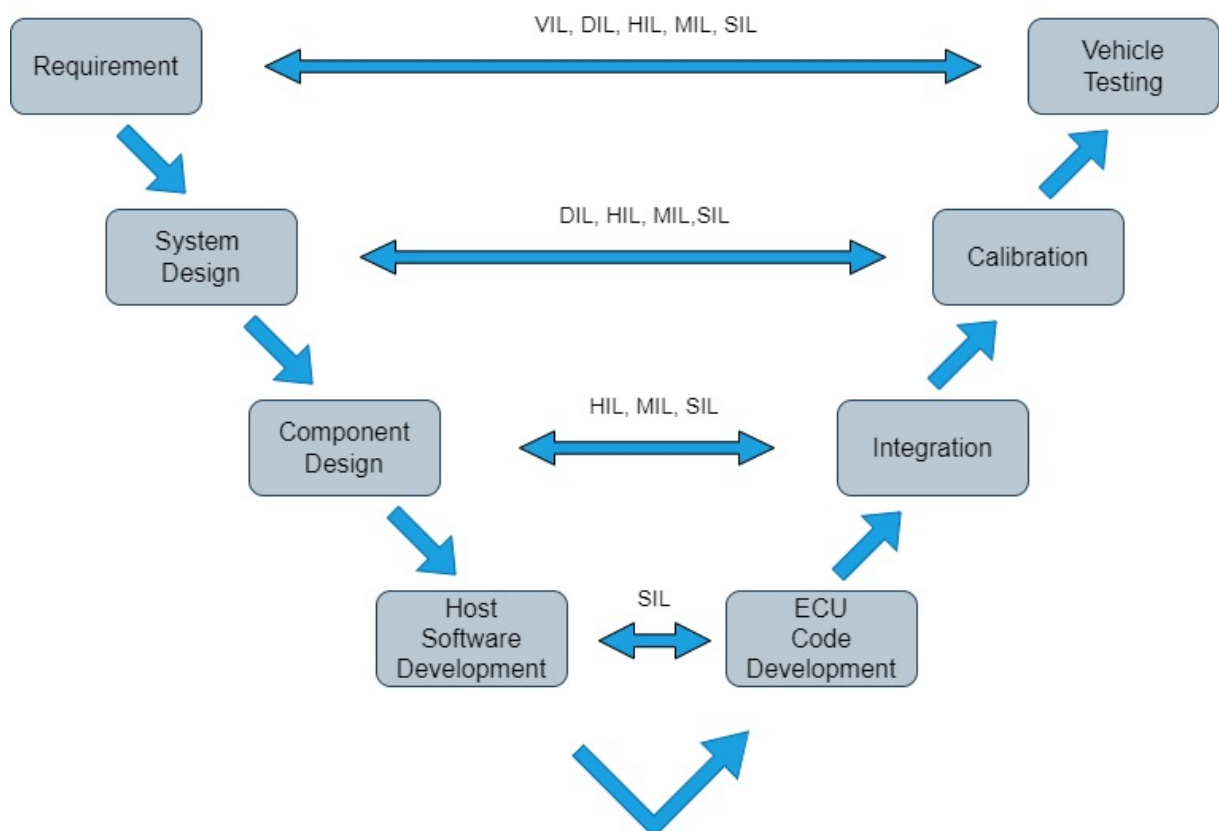 VIL, DIL, HIL, MIL, SIL
Requirement
Vehicle
Testing
DIL, HIL, MIL,SIL
System
Design
Calibration
HIL, MIL, SIL
Component
Design
Integration
SIL
Host
Software
Development
ECU
Code
Development